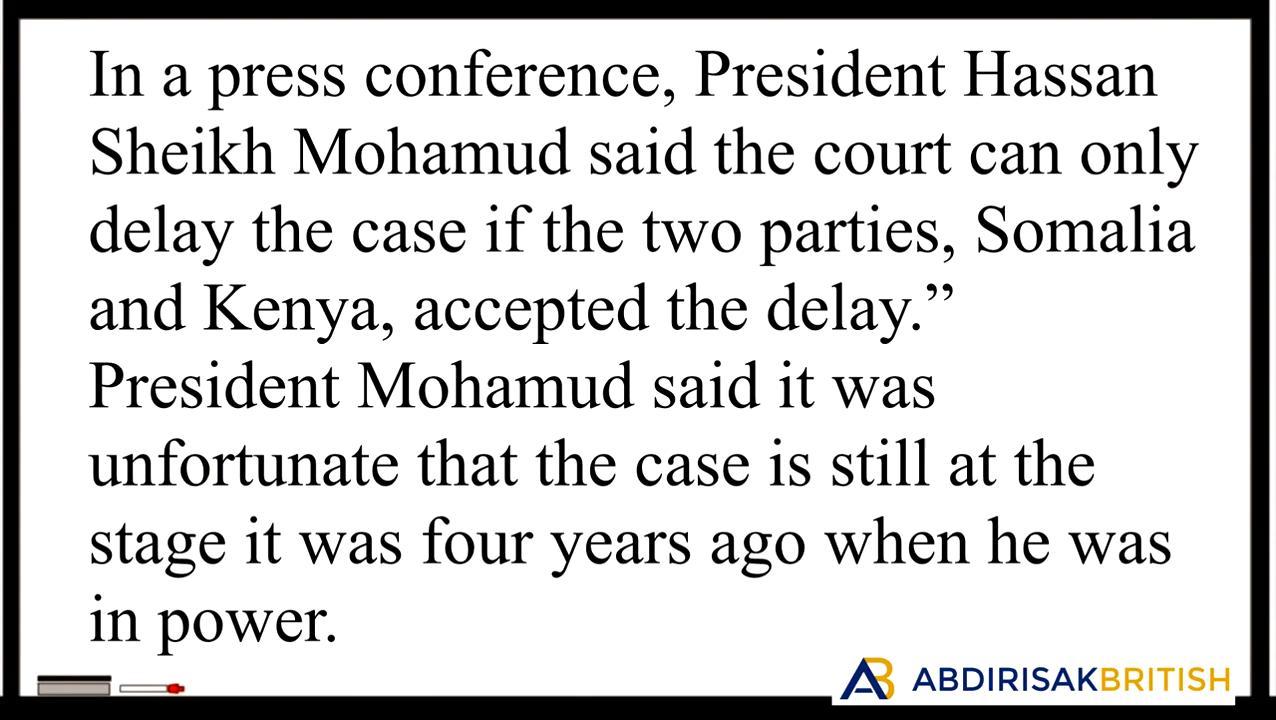 In a press conference, President Hassan
Sheikh Mohamud said the court can only
delay the case if the two parties, Somalia
and Kenya, accepted the delay.”
President Mohamud said it was
unfortunate that the case is still at the
stage it was four years ago when he was
in power.
AB ABDIRISAKBRITISH